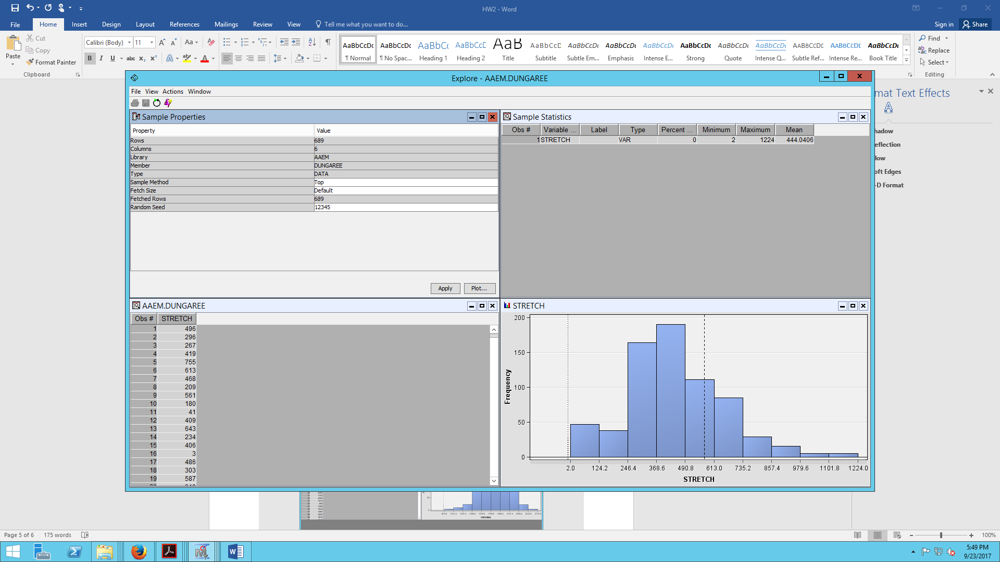 HW2 - Word
File Home Insert Design Layout References Mailings Review View Tell me what you want to do... Sign in Share
Paste Cut Copy Format Painter Clipboard
Calibri (Body) 11 Aa
B I U abc x₂ x² A A
AaBbCcDc AaBbCcDc AaBbC AaBbCcD AaB AaBbCcD AaBbCcDc AaBbCcDc AaBbCcDc AaBbCcDc AaBbCcDc AaBbCcDc AABBCCDD AABBCCDD AaBbCcDc
¶ Normal ¶ No Spac... Heading 1 Heading 2 Title Subtitle Subtle Em... Emphasis Intense E... Strong Quote Intense Q... Subtle Ref... Intense Re... Book Title
Find
Replace
Select
Editing
Explore - AAEM.DUNGAREE
File View Actions Window
Sample Properties
Property Value
Rows 689
Columns 6
Library AAEM
Member DUNGAREE
Type DATA
Sample Method Top
Fetch Size Default
Fetched Rows 689
Random Seed 12345
Apply Plot...
Sample Statistics
Obs # Variable ... Label Type Percent ... Minimum Maximum Mean
1 STRETCH VAR 0 2 1224 444.0406
AAEM.DUNGAREE
Obs # STRETCH
1 496
2 296
3 267
4 419
5 755
6 613
7 468
8 209
9 561
10 180
11 41
12 409
13 643
14 234
15 406
16 3
17 486
18 303
19 587
STRETCH
200
150
100
50
0
Frequency
2.0 124.2 246.4 368.6 490.8 613.0 735.2 857.4 979.6 1101.8 1224.0
STRETCH
mat Text Effects
hadow
eflection
low
oft Edges
-D Format
ORIGINAL
Page 5 of 6 175 words
100%
5:49 PM
9/23/2017